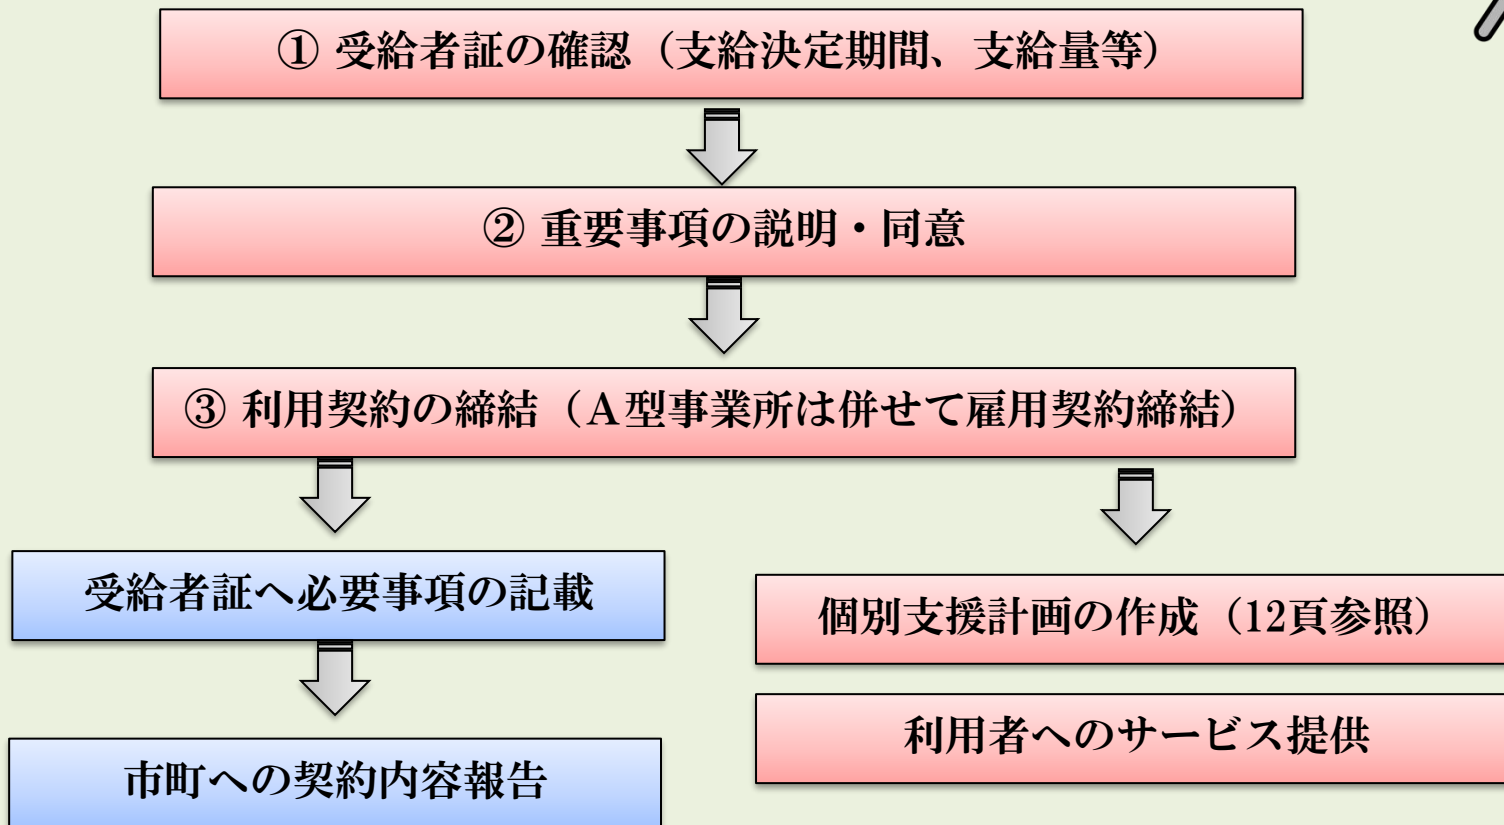 ① 受給者証の確認（支給決定期間、支給量等）
② 重要事項の説明・同意
③ 利用契約の締結（Ａ型事業所は併せて雇用契約締結）
受給者証へ必要事項の記載
市町への契約内容報告
個別支援計画の作成（12頁参照）
利用者へのサービス提供